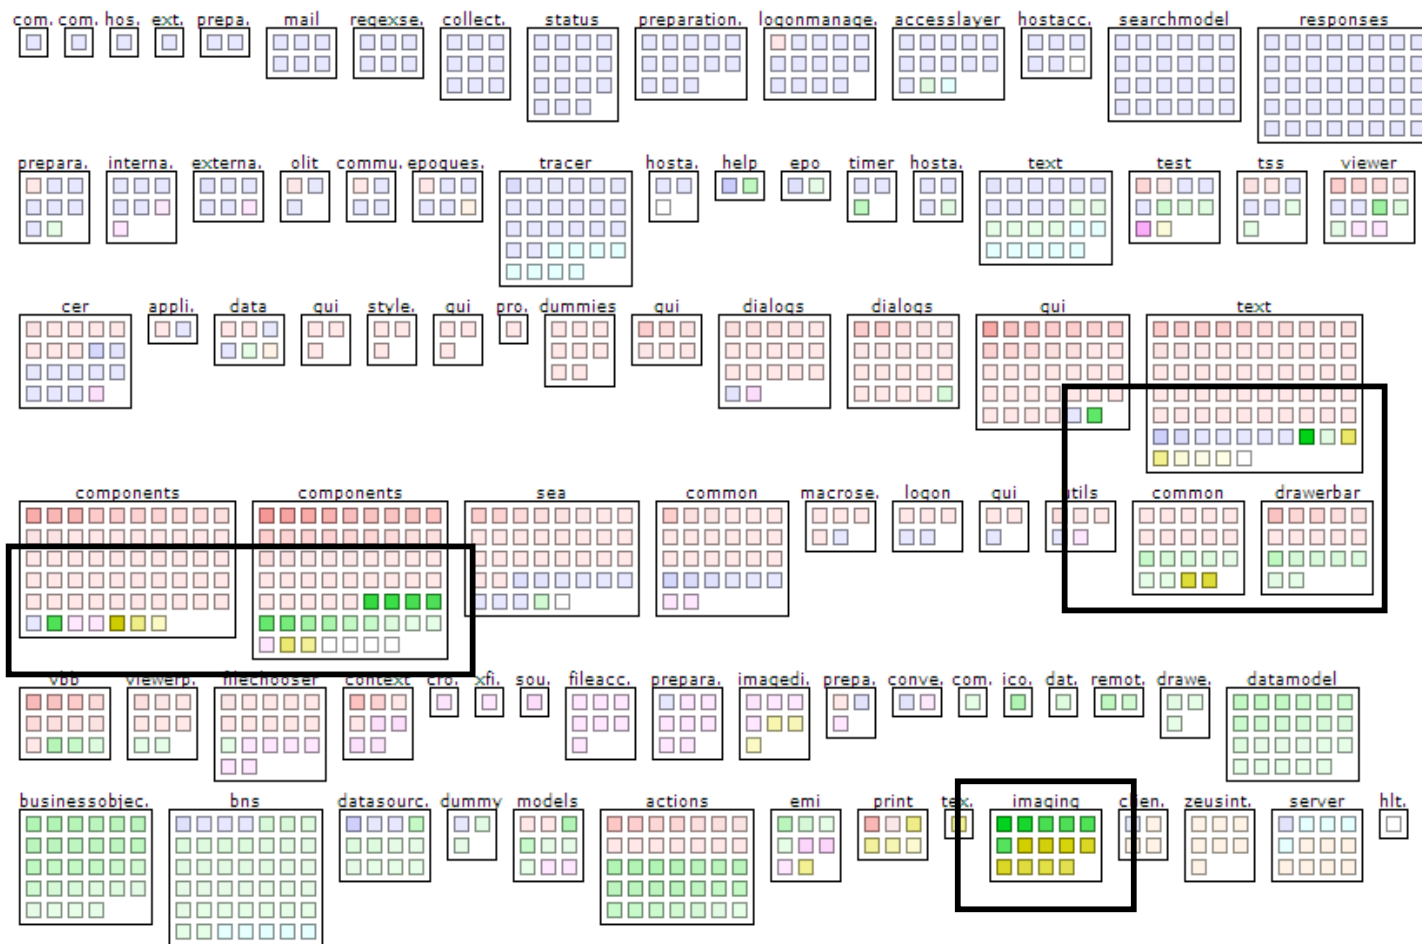 com. com. hos. ext. prepa. mail regexse. collect. status preparation. logonmanage. accesslayer hostacc. searchmodel responses
prepara. interna. externa. olit commu. epoques. tracer hosta. help epo timer hosta. text test tss viewer
cer appli. data gui style. gui pro. dummies gui dialogs dialogs gui text
components components sea common macrose. logon gui utils common drawerbar
vbb viewerp. filechooser context cro. xfi. sou. fileacc. prepara. imagedi. prepa. conve. com. ico. dat. remot. drawe. datamodel
businessobjec. bns datasourc. dummy models actions emi print tex. imaging clien. zeusint. server hlt.